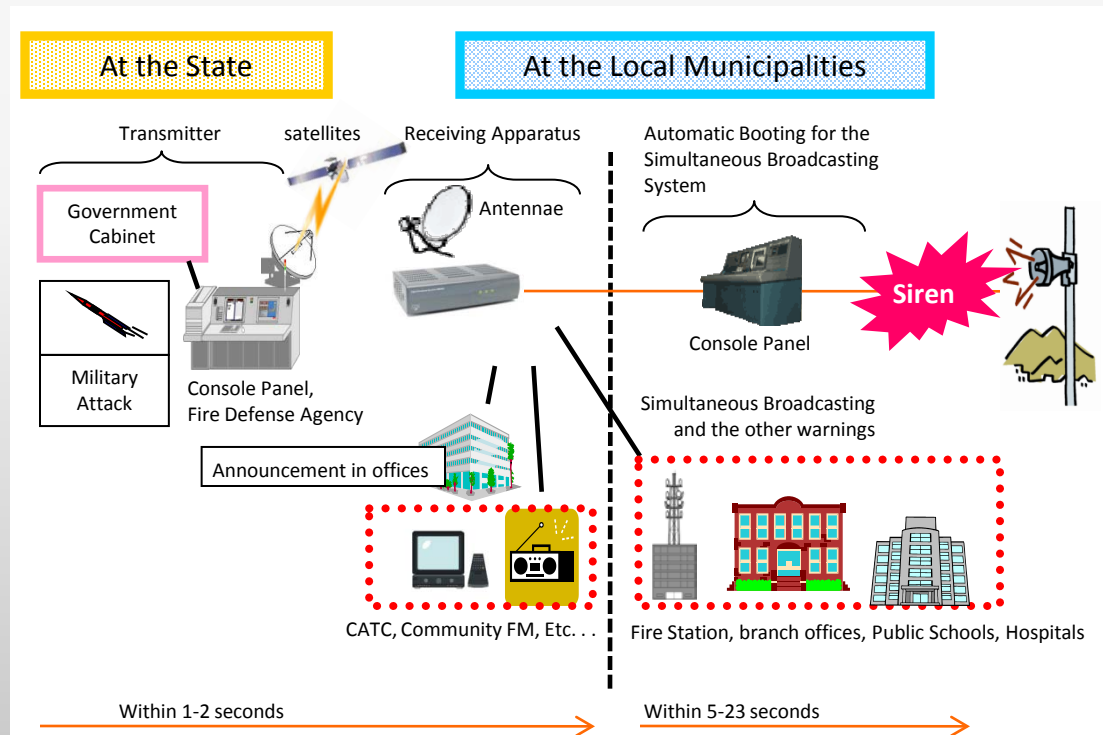 At the State
At the Local Municipalities
Transmitter
satellites
Receiving Apparatus
Automatic Booting for the
Simultaneous Broadcasting
System
Government
Cabinet
Antennae
Military
Attack
Console Panel,
Fire Defense Agency
Console Panel
Siren
Announcement in offices
Simultaneous Broadcasting
and the other warnings
CATC, Community FM, Etc. . .
Fire Station, branch offices, Public Schools, Hospitals
Within 1-2 seconds
Within 5-23 seconds